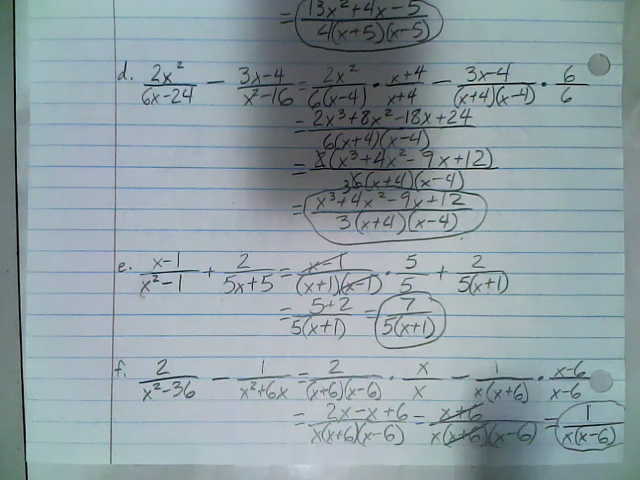 = (13x²+4x-5)/(4(x+5)(x-5))
d. 2x²/(6x-24) - (3x-4)/(x²-16) = 2x²/(6(x-4)) · (x+4)/(x+4) - (3x-4)/((x+4)(x-4)) · 6/6
= (2x³+8x²-18x+24)/(6(x+4)(x-4))
= 2(x³+4x²-9x+12)/(3 6(x+4)(x-4))
= (x³+4x²-9x+12)/(3(x+4)(x-4))
e. (x-1)/(x²-1) + 2/(5x+5) = (x-1)/((x+1)(x-1)) · 5/5 + 2/(5(x+1))
= (5+2)/(5(x+1)) = 7/(5(x+1))
f. 2/(x²-36) - 1/(x²+6x) = 2/((x+6)(x-6)) · x/x - 1/(x(x+6)) · (x-6)/(x-6)
= (2x-x+6)/(x(x+6)(x-6)) = (x+6)/(x(x+6)(x-6)) = 1/(x(x-6))